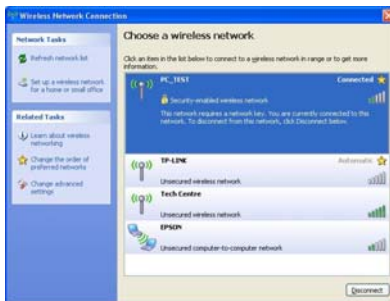 Wireless Network Connection
Network Tasks
Refresh network list
Set up a wireless network
for a home or small office
Related Tasks
Learn about wireless
networking
Change the order of
preferred networks
Change advanced
settings
Choose a wireless network
Click an item in the list below to connect to a wireless network in range or to get more
information.
PC_TEST
Connected
Security-enabled wireless network
This network requires a network key. You are currently connected to this
network. To disconnect from this network, click Disconnect below.
TP-LINK
Automatic
Unsecured wireless network
Tech Centre
Unsecured wireless network
EPSON
Unsecured computer-to-computer network
Disconnect